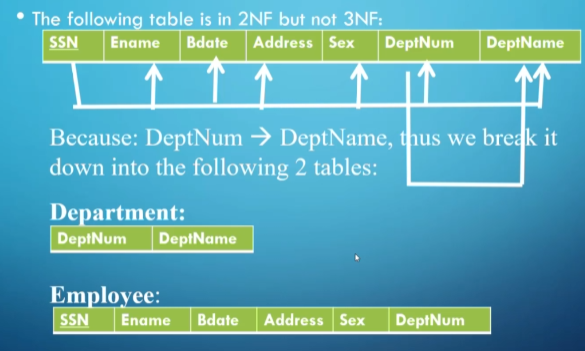 • The following table is in 2NF but not 3NF:
SSN Ename Bdate Address Sex DeptNum DeptName
Because: DeptNum → DeptName, thus we break it
down into the following 2 tables:
Department:
DeptNum DeptName
Employee:
SSN Ename Bdate Address Sex DeptNum